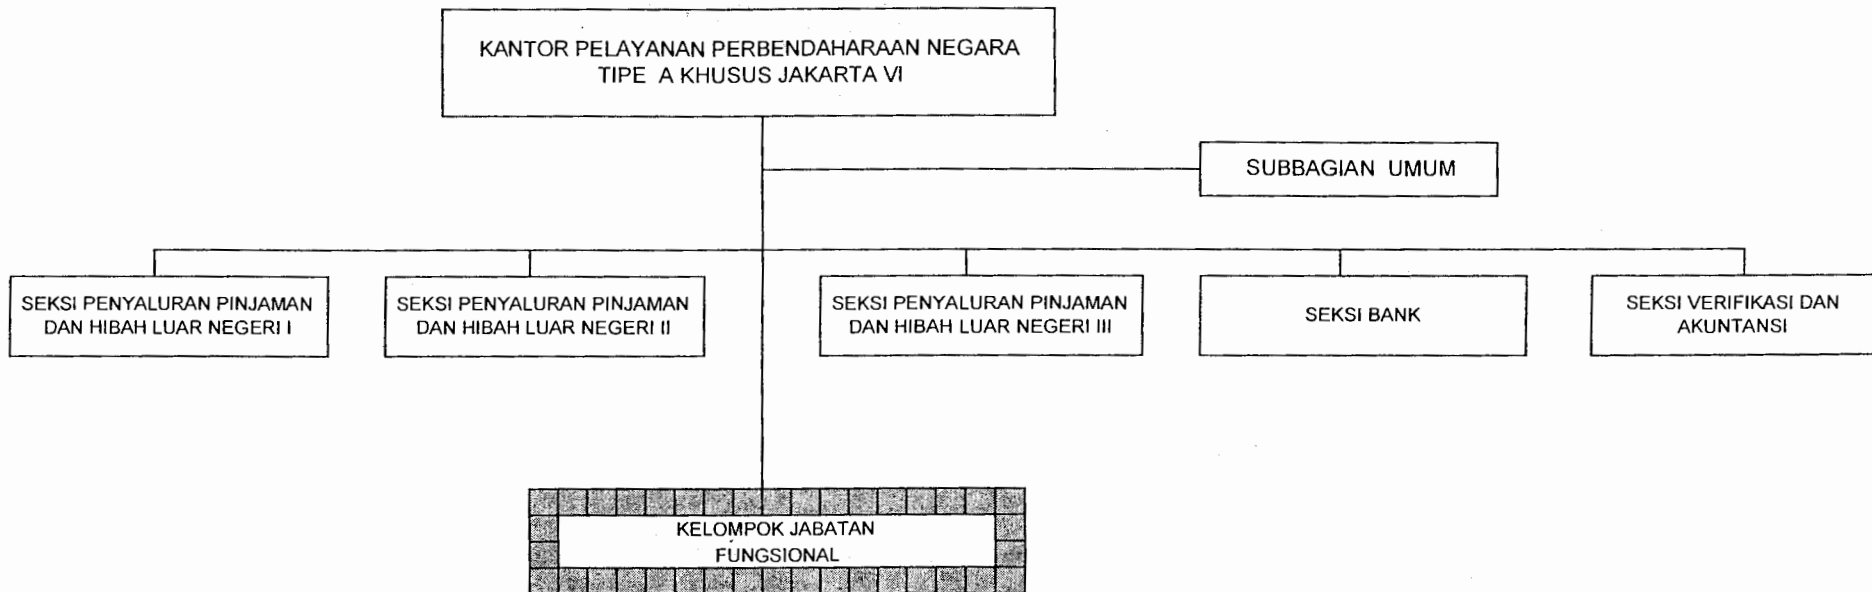 KANTOR PELAYANAN PERBENDAHARAAN NEGARA
TIPE A KHUSUS JAKARTA VI
SUBBAGIAN UMUM
SEKSI PENYALURAN PINJAMAN
DAN HIBAH LUAR NEGERI I
SEKSI PENYALURAN PINJAMAN
DAN HIBAH LUAR NEGERI II
SEKSI PENYALURAN PINJAMAN
DAN HIBAH LUAR NEGERI III
SEKSI BANK
SEKSI VERIFIKASI DAN
AKUNTANSI
KELOMPOK JABATAN
FUNGSIONAL